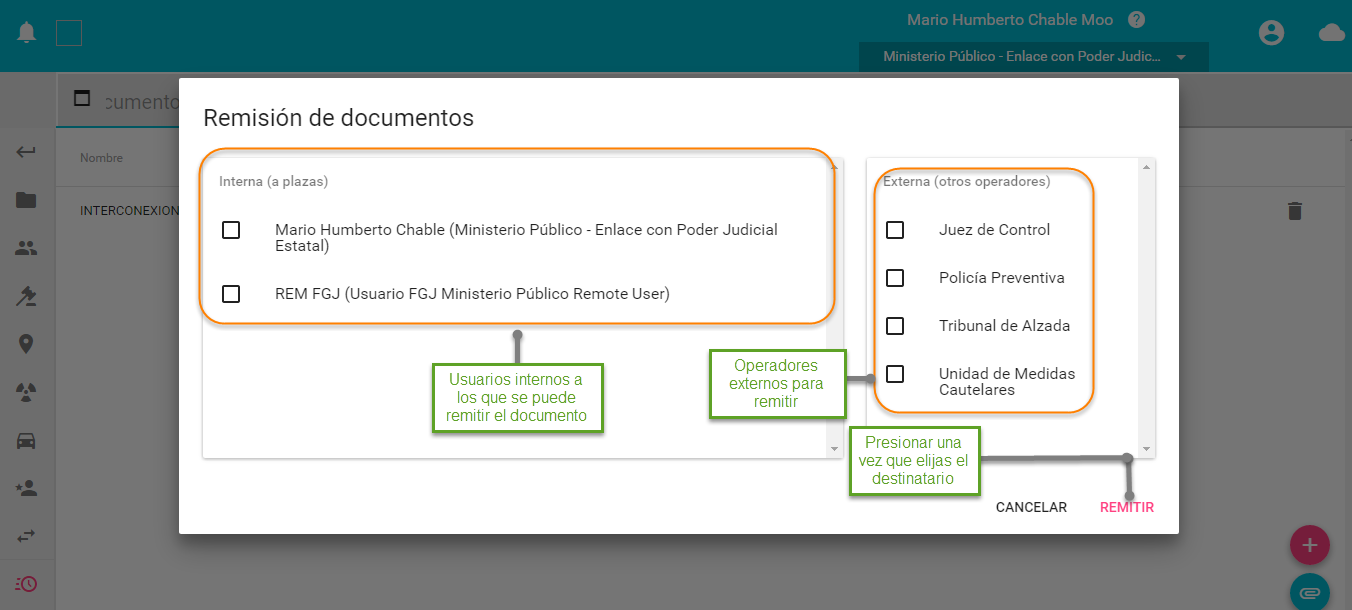 Mario Humberto Chable Moo ?
Ministerio Público - Enlace con Poder Judic...
cumento
Remisión de documentos
Nombre
INTERCONEXION
Interna (a plazas)
Mario Humberto Chable (Ministerio Público - Enlace con Poder Judicial
Estatal)
REM FGJ (Usuario FGJ Ministerio Público Remote User)
Usuarios internos a
los que se puede
remitir el documento
Externa (otros operadores)
Juez de Control
Policía Preventiva
Tribunal de Alzada
Unidad de Medidas
Cautelares
Operadores
externos para
remitir
Presionar una
vez que elijas el
destinatario
CANCELAR
REMITIR